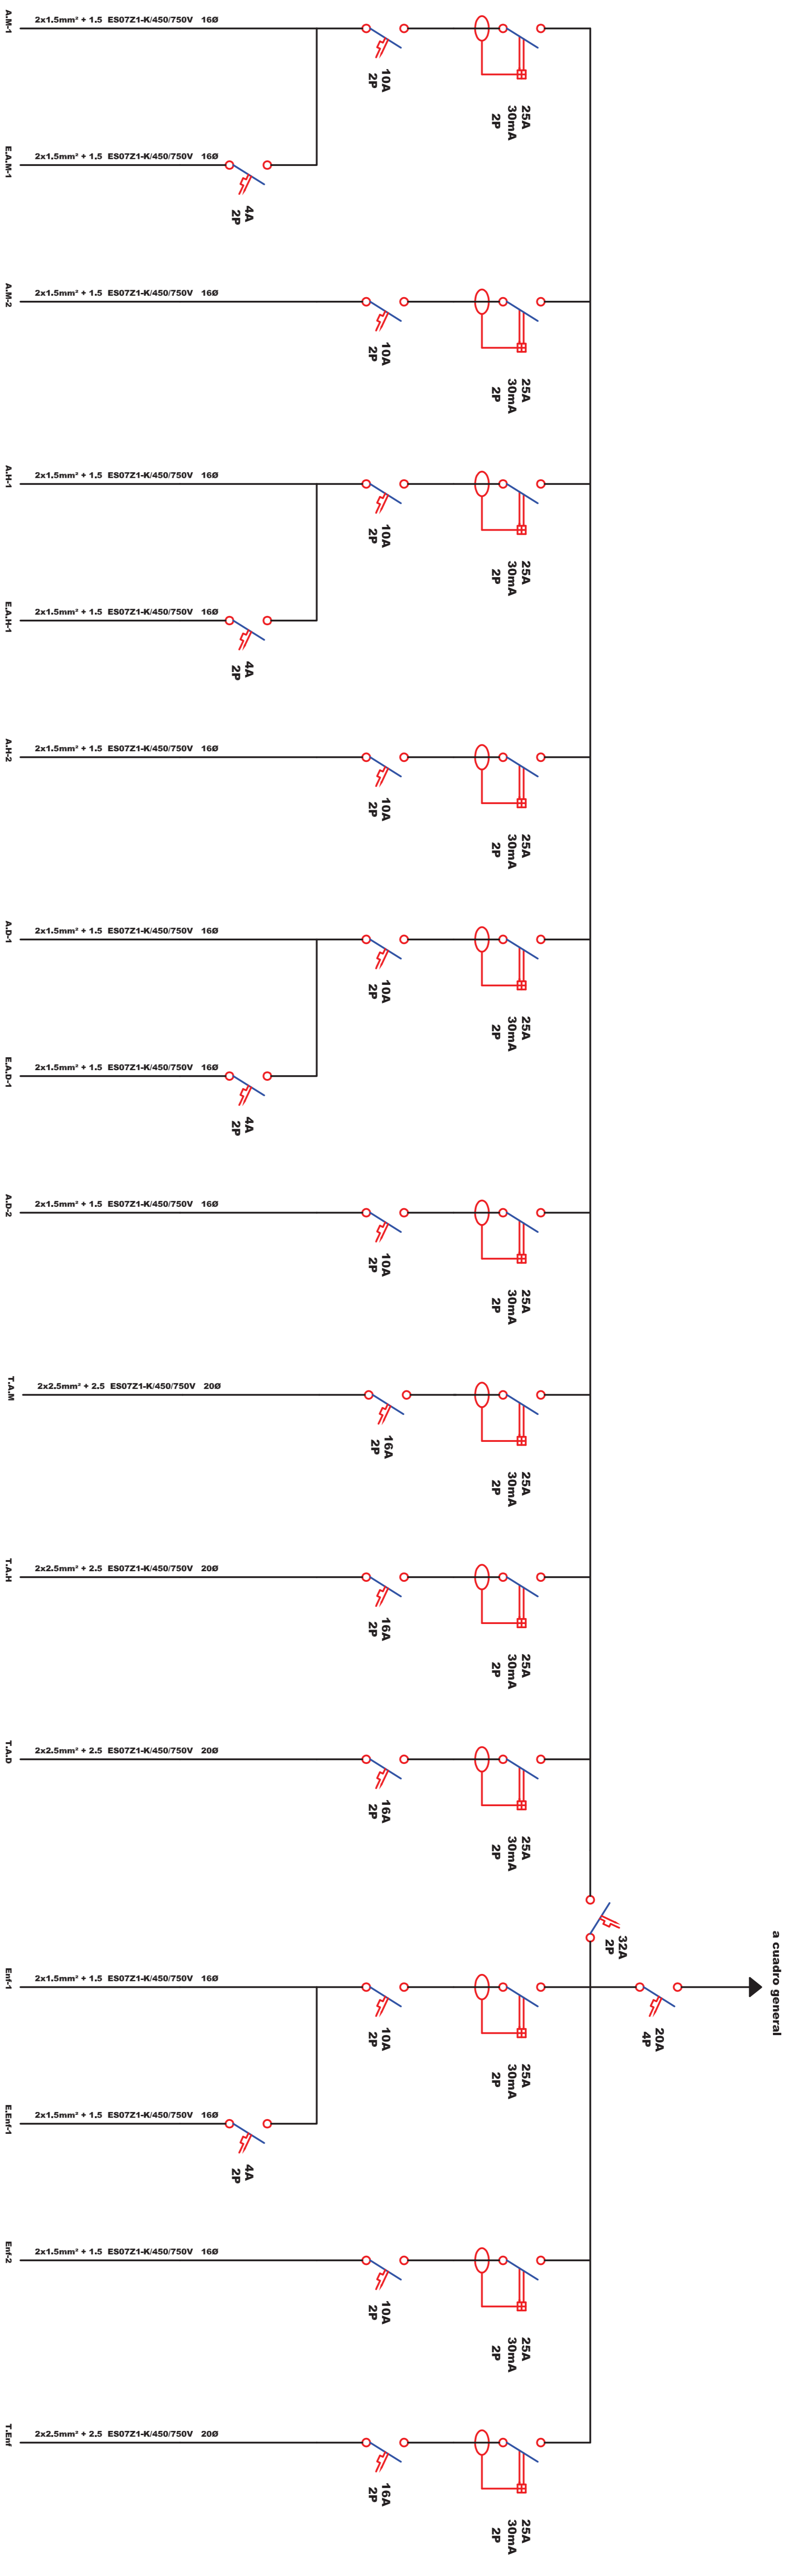 A.M-1
2x1.5mm² + 1.5 ES07Z1-K/450/750V 16Ø
10A
2P
25A
30mA
2P
E.A.M-1
2x1.5mm² + 1.5 ES07Z1-K/450/750V 16Ø
4A
2P
A.M-2
2x1.5mm² + 1.5 ES07Z1-K/450/750V 16Ø
10A
2P
25A
30mA
2P
A.H-1
2x1.5mm² + 1.5 ES07Z1-K/450/750V 16Ø
10A
2P
25A
30mA
2P
E.A.H-1
2x1.5mm² + 1.5 ES07Z1-K/450/750V 16Ø
4A
2P
A.H-2
2x1.5mm² + 1.5 ES07Z1-K/450/750V 16Ø
10A
2P
25A
30mA
2P
A.D-1
2x1.5mm² + 1.5 ES07Z1-K/450/750V 16Ø
10A
2P
25A
30mA
2P
E.A.D-1
2x1.5mm² + 1.5 ES07Z1-K/450/750V 16Ø
4A
2P
A.D-2
2x1.5mm² + 1.5 ES07Z1-K/450/750V 16Ø
10A
2P
25A
30mA
2P
T.A.M
2x2.5mm² + 2.5 ES07Z1-K/450/750V 20Ø
16A
2P
25A
30mA
2P
T.A.H
2x2.5mm² + 2.5 ES07Z1-K/450/750V 20Ø
16A
2P
25A
30mA
2P
T.A.D
2x2.5mm² + 2.5 ES07Z1-K/450/750V 20Ø
16A
2P
25A
30mA
2P
32A
2P
a cuadro general
20A
4P
Enf-1
2x1.5mm² + 1.5 ES07Z1-K/450/750V 16Ø
10A
2P
25A
30mA
2P
E.Enf-1
2x1.5mm² + 1.5 ES07Z1-K/450/750V 16Ø
4A
2P
Enf-2
2x1.5mm² + 1.5 ES07Z1-K/450/750V 16Ø
10A
2P
25A
30mA
2P
T.Enf
2x2.5mm² + 2.5 ES07Z1-K/450/750V 20Ø
16A
2P
25A
30mA
2P